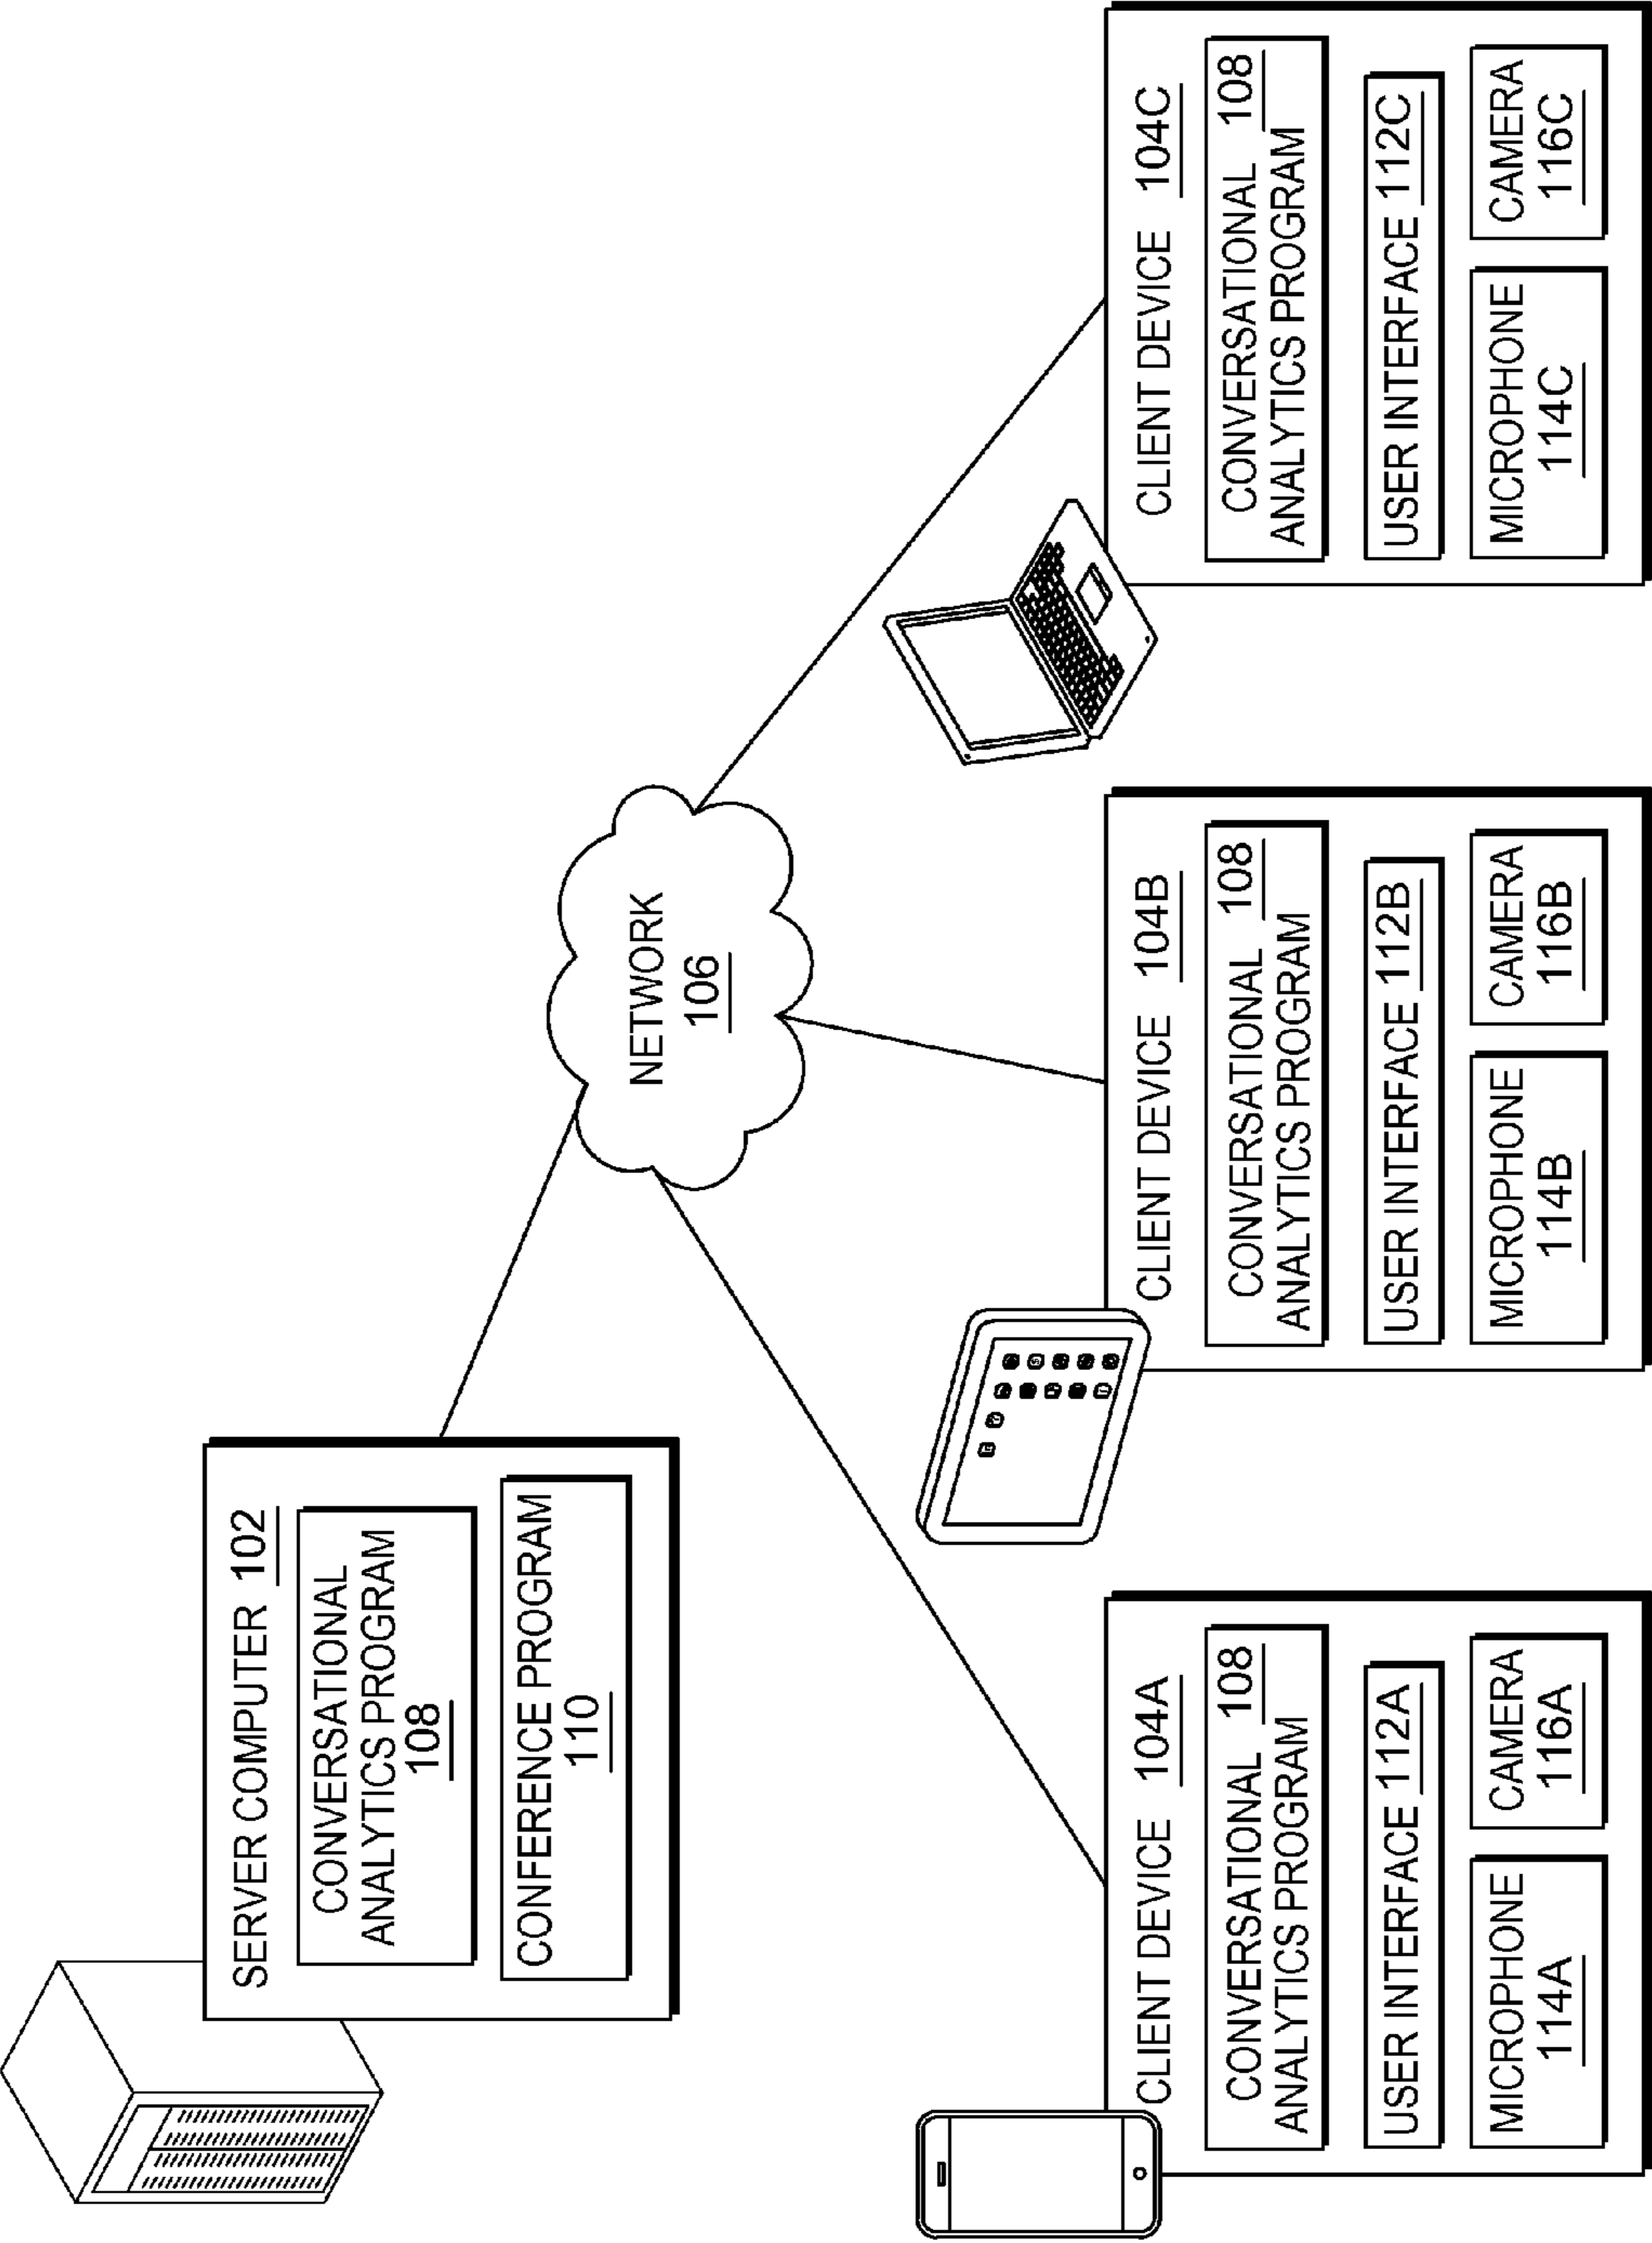 SERVER COMPUTER 102
CONVERSATIONAL
ANALYTICS PROGRAM
108
CONFERENCE PROGRAM
110
NETWORK
106
CLIENT DEVICE 104A
CONVERSATIONAL 108
ANALYTICS PROGRAM
USER INTERFACE 112A
MICROPHONE
114A
CAMERA
116A
CLIENT DEVICE 104B
CONVERSATIONAL 108
ANALYTICS PROGRAM
USER INTERFACE 112B
MICROPHONE
114B
CAMERA
116B
CLIENT DEVICE 104C
CONVERSATIONAL 108
ANALYTICS PROGRAM
USER INTERFACE 112C
MICROPHONE
114C
CAMERA
116C